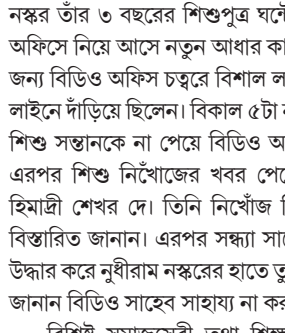 নস্কর তাঁর ৩ বছরের শিশুপুত্র
অফিসে নিয়ে আসে নতুন আধার
জন্য বিডিও অফিস চত্বরে বিশাল
লাইনে দাঁড়িয়ে ছিলেন। বিকাল ৫টা
শিশু সন্তানকে না পেয়ে বিডিও
এরপর শিশু নিখোঁজের খবর
হিমাদ্রী শেখর দে। তিনি নিখোঁজ
বিস্তারিত জানান। এরপর সন্ধ্যা
উদ্ধার করে নুধীরাম নস্করের হাতে
জানান বিডিও সাহেব সাহায্য না